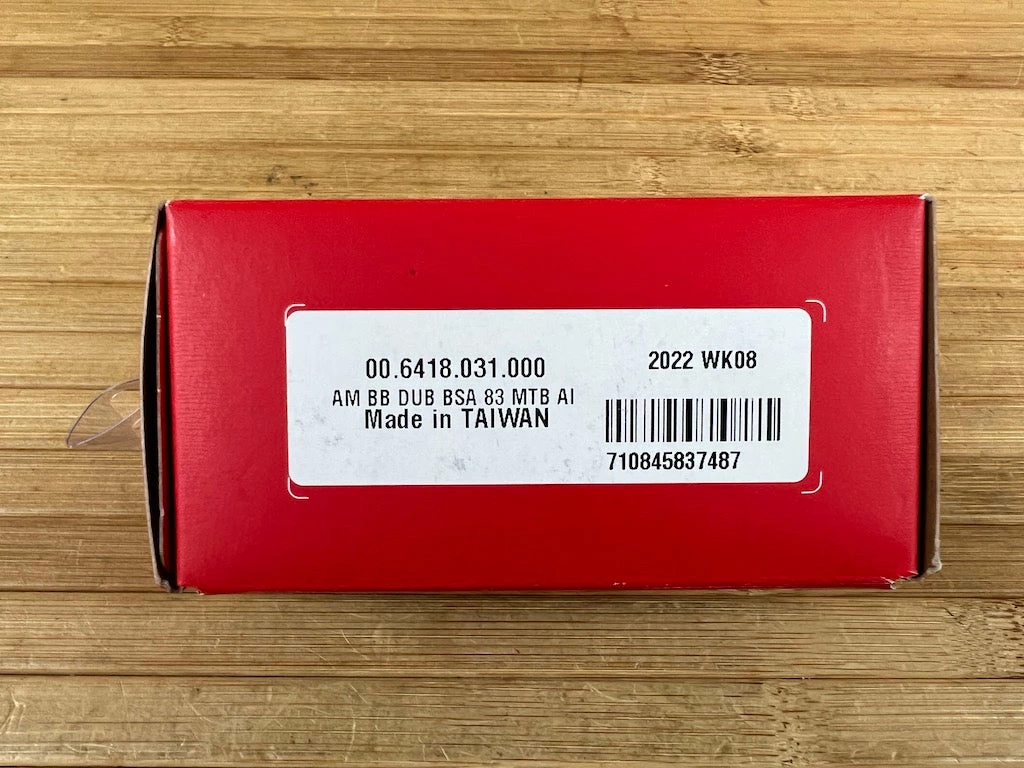 00.6418.031.000
AM BB DUB BSA 83 MTB AI
Made in TAIWAN
2022 WK08
710845837487